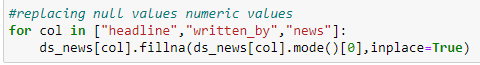 #replacing null values numeric values
for col in ["headline","written_by","news"]:
    ds_news[col].fillna(ds_news[col].mode()[0],inplace=True)